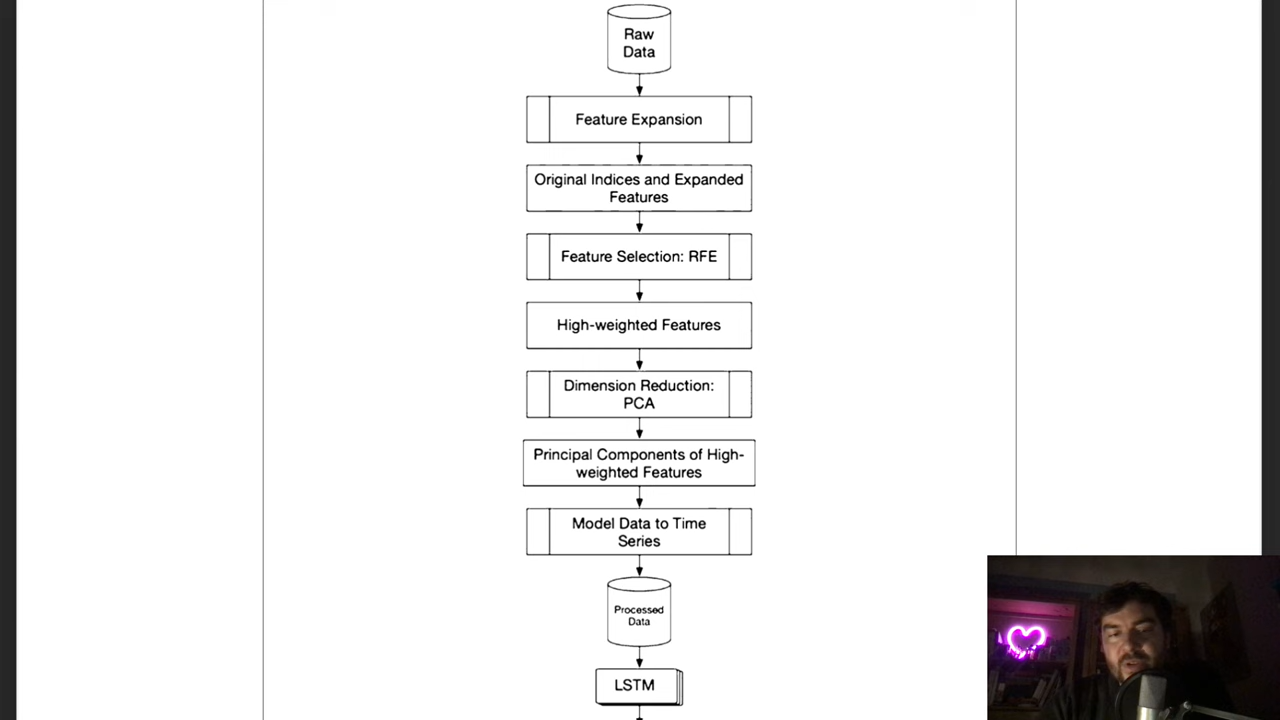 Raw
Data
Feature Expansion
Original Indices and Expanded
Features
Feature Selection: RFE
High-weighted Features
Dimension Reduction:
PCA
Principal Components of High-
weighted Features
Model Data to Time
Series
Processed
Data
LSTM